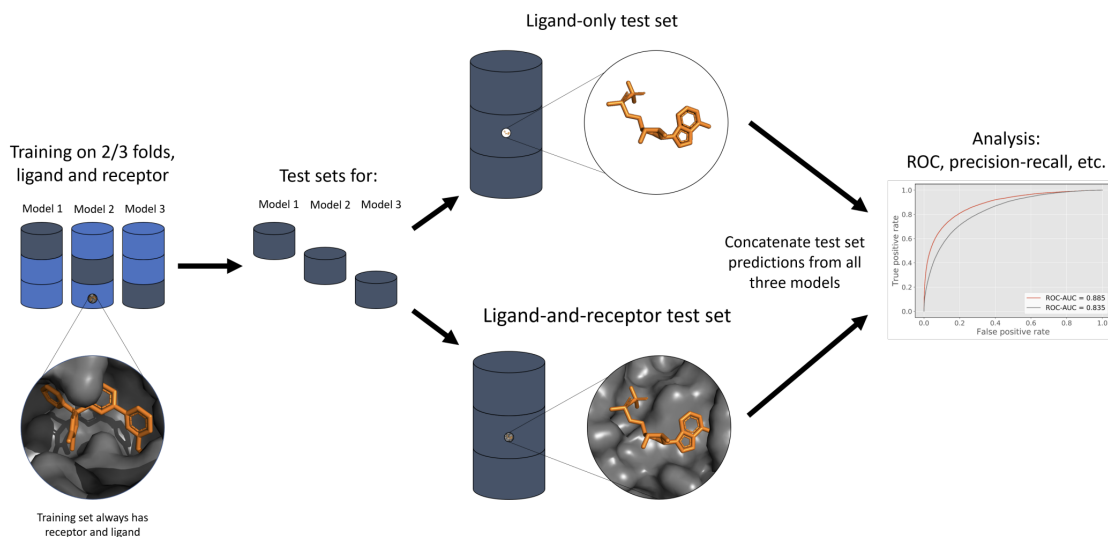 Training on 2/3 folds,
ligand and receptor
Model 1 Model 2 Model 3
Training set always has
receptor and ligand
Test sets for:
Model 1
Model 2
Model 3
Ligand-only test set
Ligand-and-receptor test set
Concatenate test set
predictions from all
three models
Analysis:
ROC, precision-recall, etc.
True positive rate
1.0
0.8
0.6
0.4
0.2
0.0
ROC-AUC = 0.885
ROC-AUC = 0.835
0.0 0.2 0.4 0.6 0.8 1.0
False positive rate